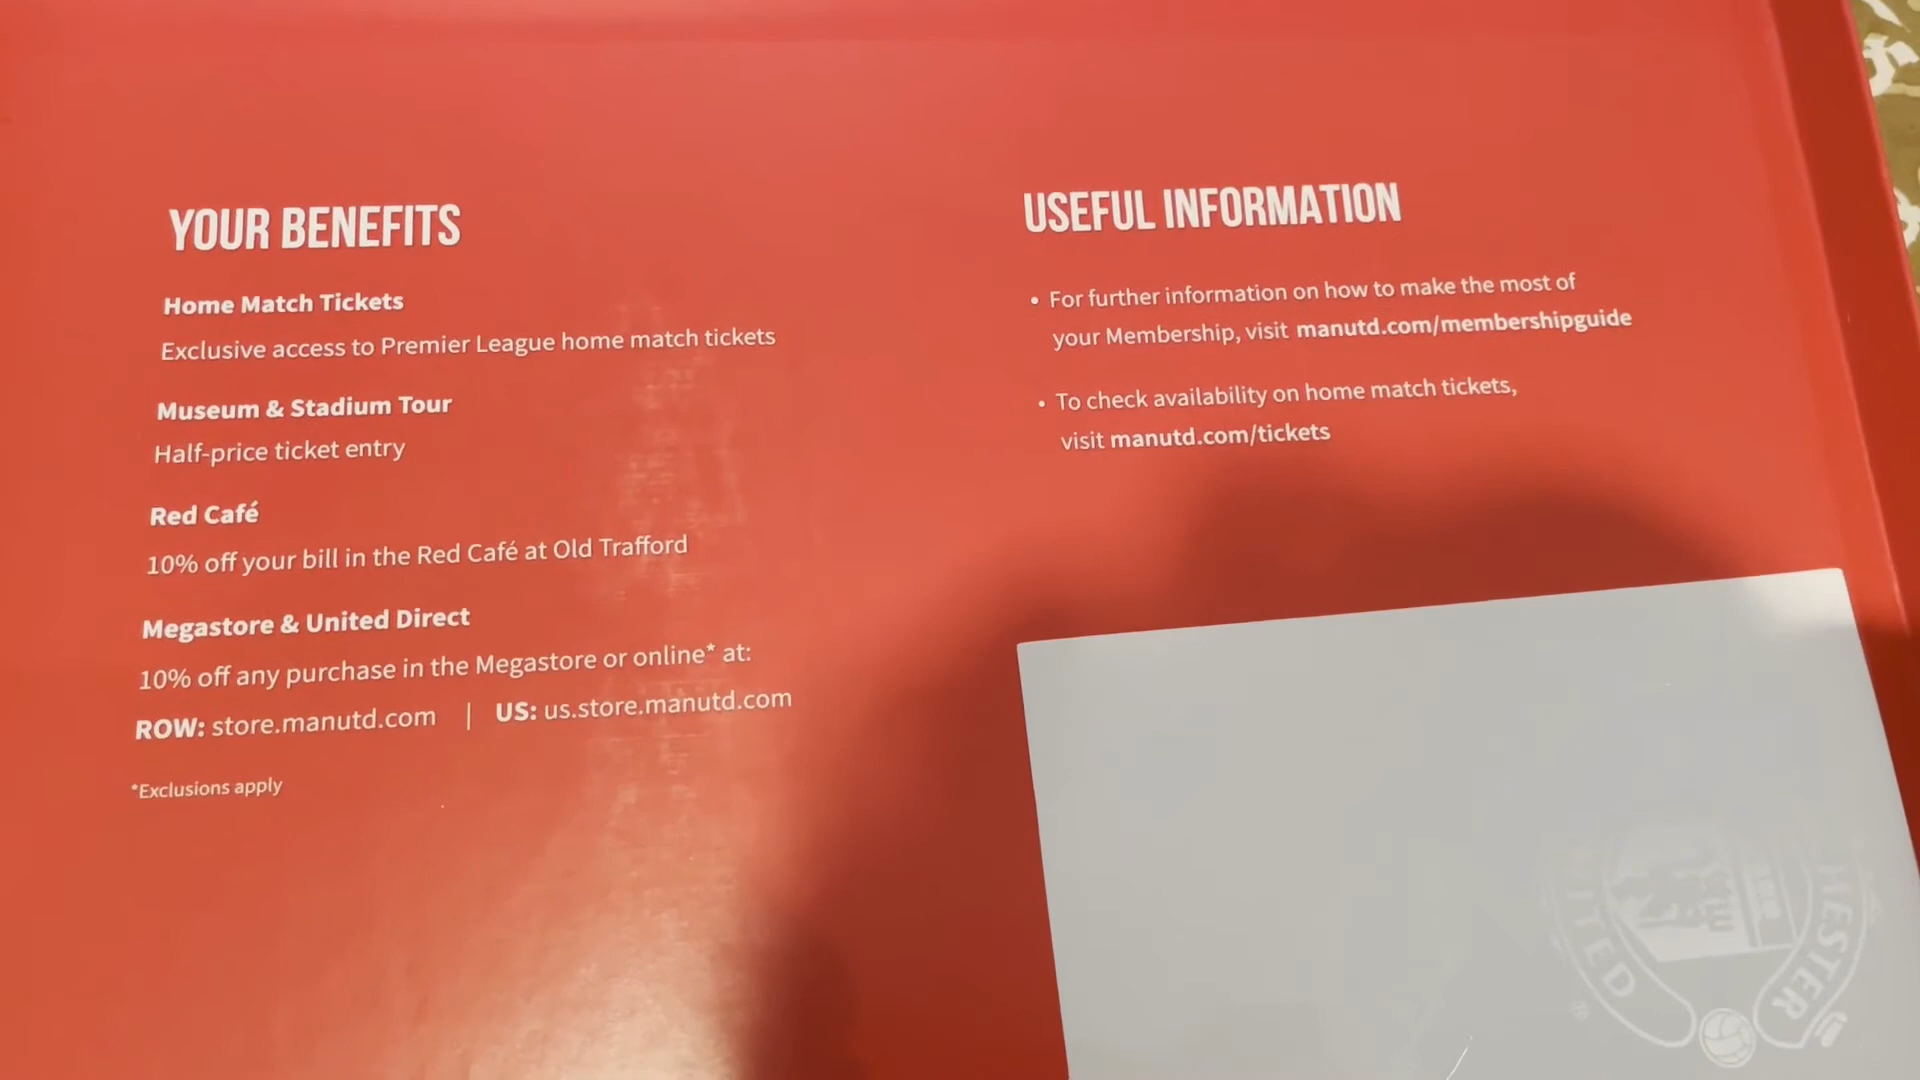 YOUR BENEFITS
Home Match Tickets
Exclusive access to Premier League home match tickets
Museum & Stadium Tour
Half-price ticket entry
Red Café
10% off your bill in the Red Café at Old Trafford
Megastore & United Direct
10% off any purchase in the Megastore or online* at:
ROW: store.manutd.com | US: us.store.manutd.com
*Exclusions apply
USEFUL INFORMATION
• For further information on how to make the most of
your Membership, visit manutd.com/membershipguide
• To check availability on home match tickets,
visit manutd.com/tickets
ITED
HESTER